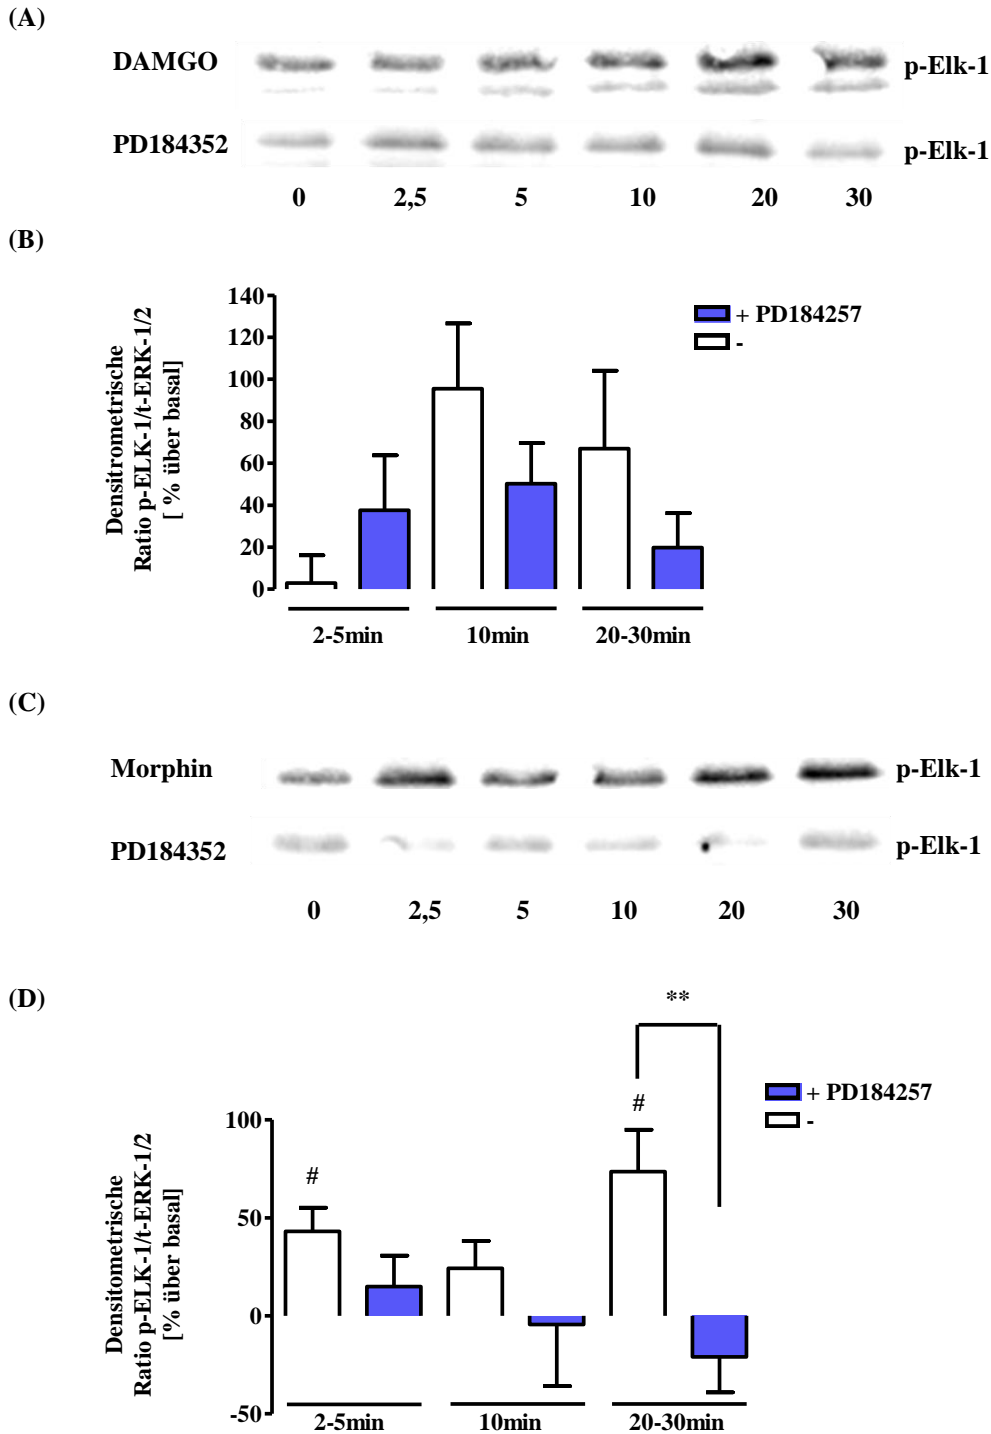 (A)
DAMGO
p-Elk-1
PD184352
p-Elk-1
0 2,5 5 10 20 30
(B)
Densitrometrische
Ratio p-ELK-1/t-ERK-1/2
[ % über basal]
140
120
100
80
60
40
20
0
+ PD184257
-
2-5min 10min 20-30min
(C)
Morphin
p-Elk-1
PD184352
p-Elk-1
0 2,5 5 10 20 30
(D)
**
+ PD184257
-
Densitometrische
Ratio p-ELK-1/t-ERK-1/2
[% über basal]
100
50
0
-50
#
#
2-5min 10min 20-30min